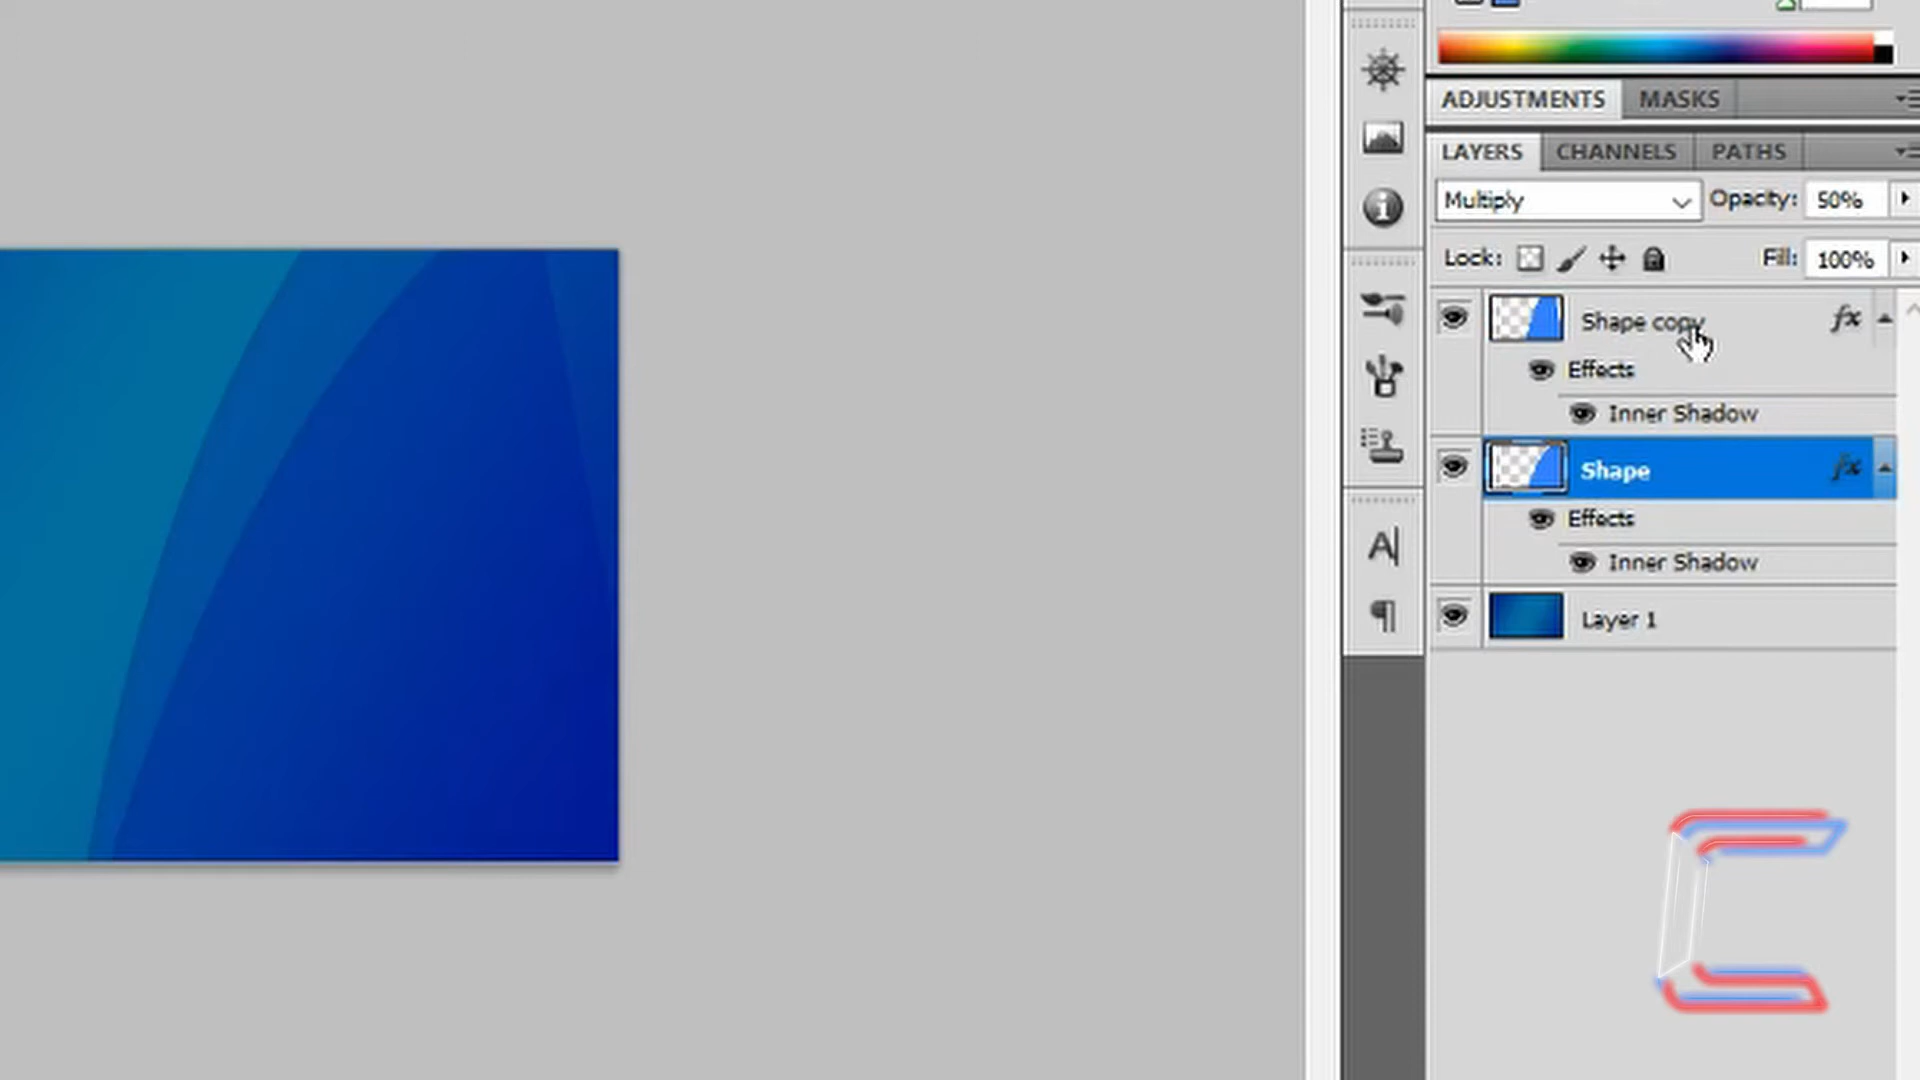 ADJUSTMENTS MASKS
LAYERS CHANNELS PATHS
Multiply Opacity: 50%
Lock: Fill: 100%
Shape copy fx
Effects
Inner Shadow
Shape fx
Effects
Inner Shadow
Layer 1